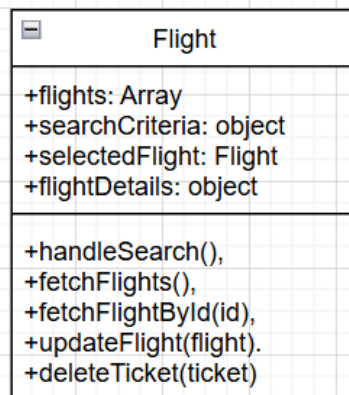 Flight
+flights: Array
+searchCriteria: object
+selectedFlight: Flight
+flightDetails: object
+handleSearch(),
+fetchFlights(),
+fetchFlightById(id),
+updateFlight(flight).
+deleteTicket(ticket)